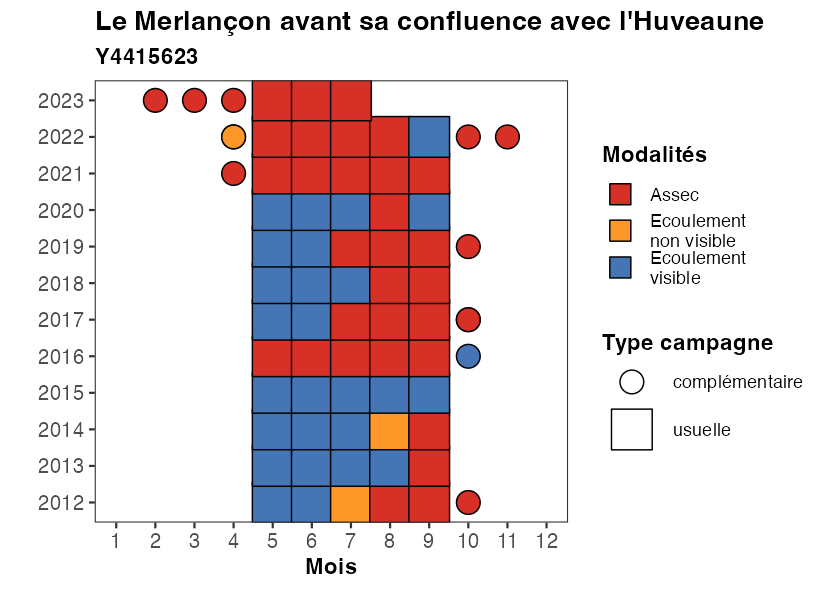 Le Merlançon avant sa confluence avec l'Huveaune
Y4415623
2023
2022
2021
2020
2019
2018
2017
2016
2015
2014
2013
2012
1 2 3 4 5 6 7 8 9 10 11 12
Mois
Modalités
Assec
Ecoulement
non visible
Ecoulement
visible
Type campagne
complémentaire
usuelle